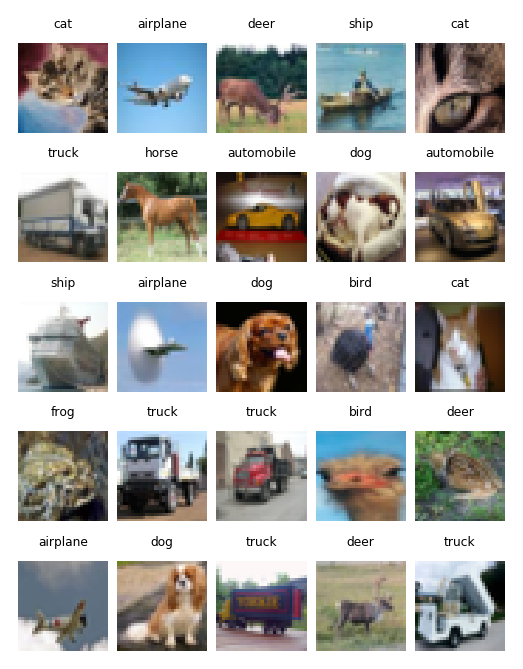 cat airplane deer ship cat
truck horse automobile dog automobile
ship airplane dog bird cat
frog truck truck bird deer
airplane dog truck deer truck